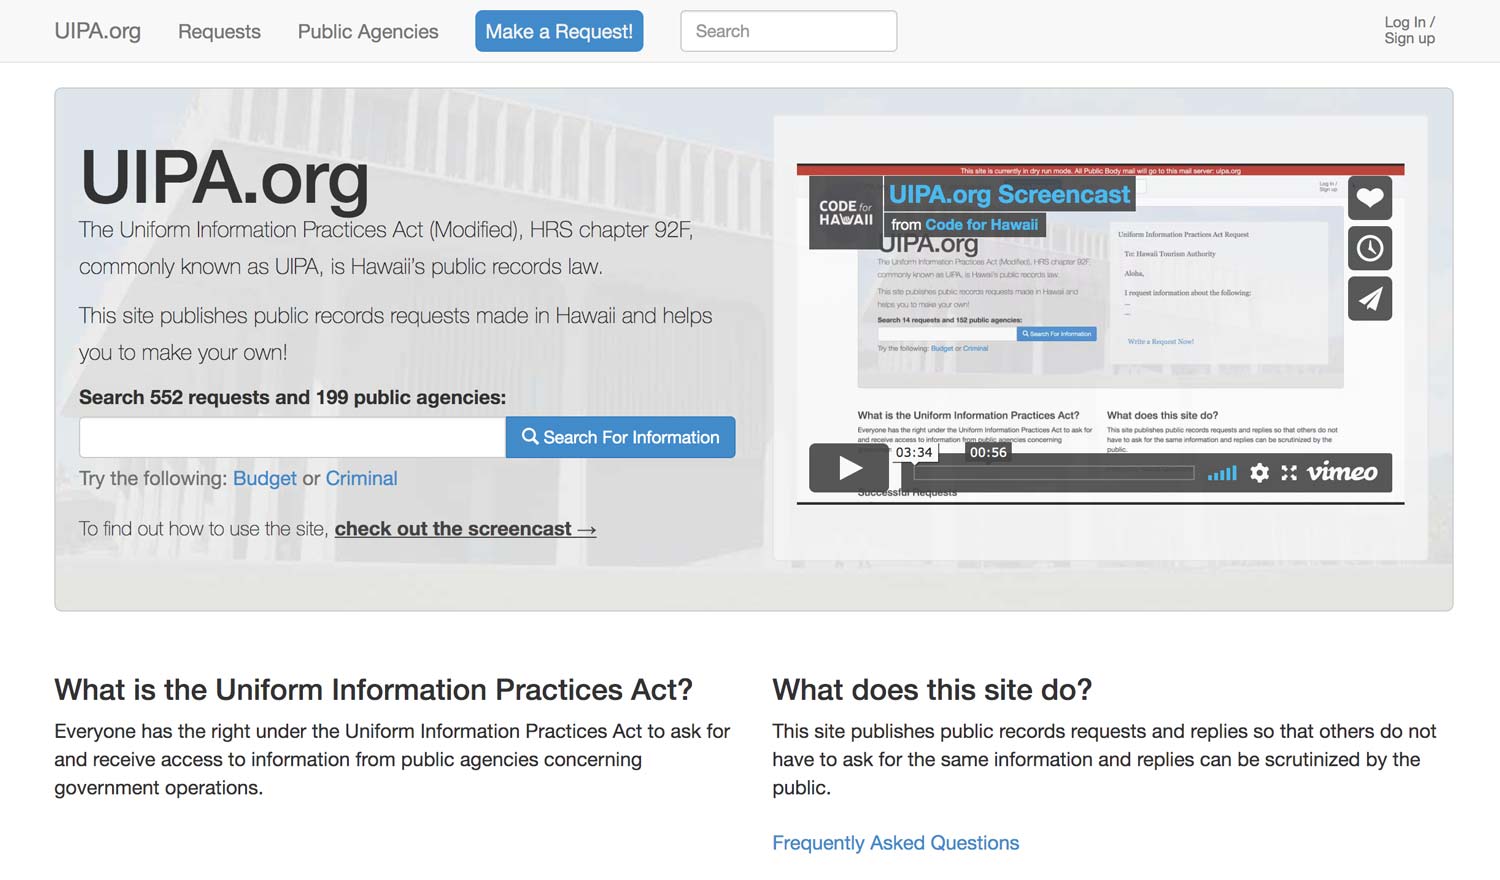 UIPA.org Requests Public Agencies Make a Request! Search Log In /
Sign up
UIPA.org
The Uniform Information Practices Act (Modified), HRS chapter 92F,
commonly known as UIPA, is Hawaii's public records law.
This site publishes public records requests made in Hawaii and helps
you to make your own!
Search 552 requests and 199 public agencies:
Search For Information
Try the following: Budget or Criminal
To find out how to use the site, check out the screencast →
This site is currently in dry run mode. All Public Body mail will go to this mail server: uipa.org
Log In /
Sign up
CODE for
HAWAII
UIPA.org Screencast
from Code for Hawaii
UIPA.org
The Uniform Information Practices Act (Modified), HRS chapter 92F,
commonly known as UIPA, is Hawaii's public records law.
This site publishes public records requests made in Hawaii and
helps you to make your own!
Search 14 requests and 152 public agencies:
Search For Information
Try the following: Budget or Criminal
Uniform Information Practices Act Request
To: Hawaii Tourism Authority
Aloha,
I request information about the following:
...
...
Write a Request Now!
What is the Uniform Information Practices Act?
Everyone has the right under the Uniform Information Practices Act to ask for
and receive access to information from public agencies concerning
What does this site do?
This site publishes public records requests and replies so that others do not
have to ask for the same information and replies can be scrutinized by the
public.
03:34 00:56
vimeo
Successful Requests
What is the Uniform Information Practices Act?
Everyone has the right under the Uniform Information Practices Act to ask for
and receive access to information from public agencies concerning
government operations.
What does this site do?
This site publishes public records requests and replies so that others do not
have to ask for the same information and replies can be scrutinized by the
public.
Frequently Asked Questions